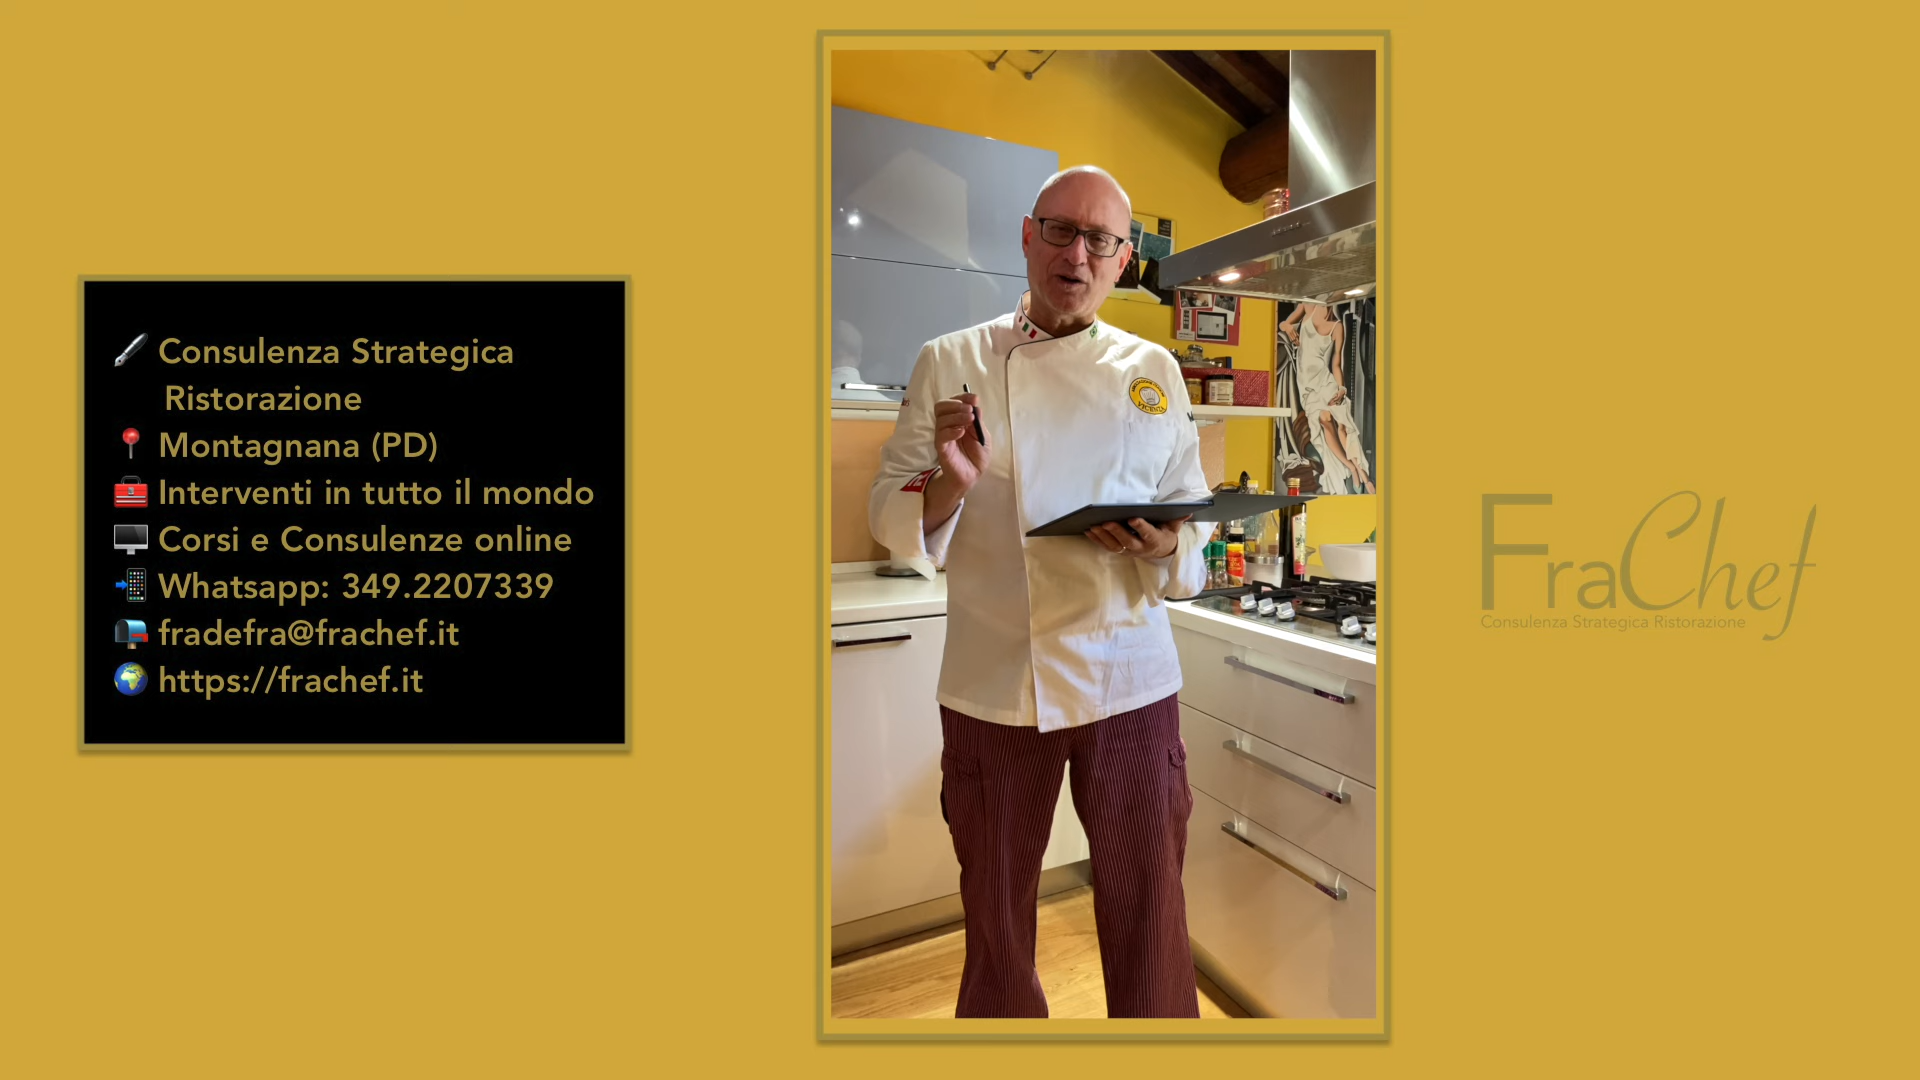 Consulenza Strategica
Ristorazione
Montagnana (PD)
Interventi in tutto il mondo
Corsi e Consulenze online
Whatsapp: 349.2207339
fradefra@frachef.it
https://frachef.it
VICENZA
FraChef
Consulenza Strategica Ristorazione